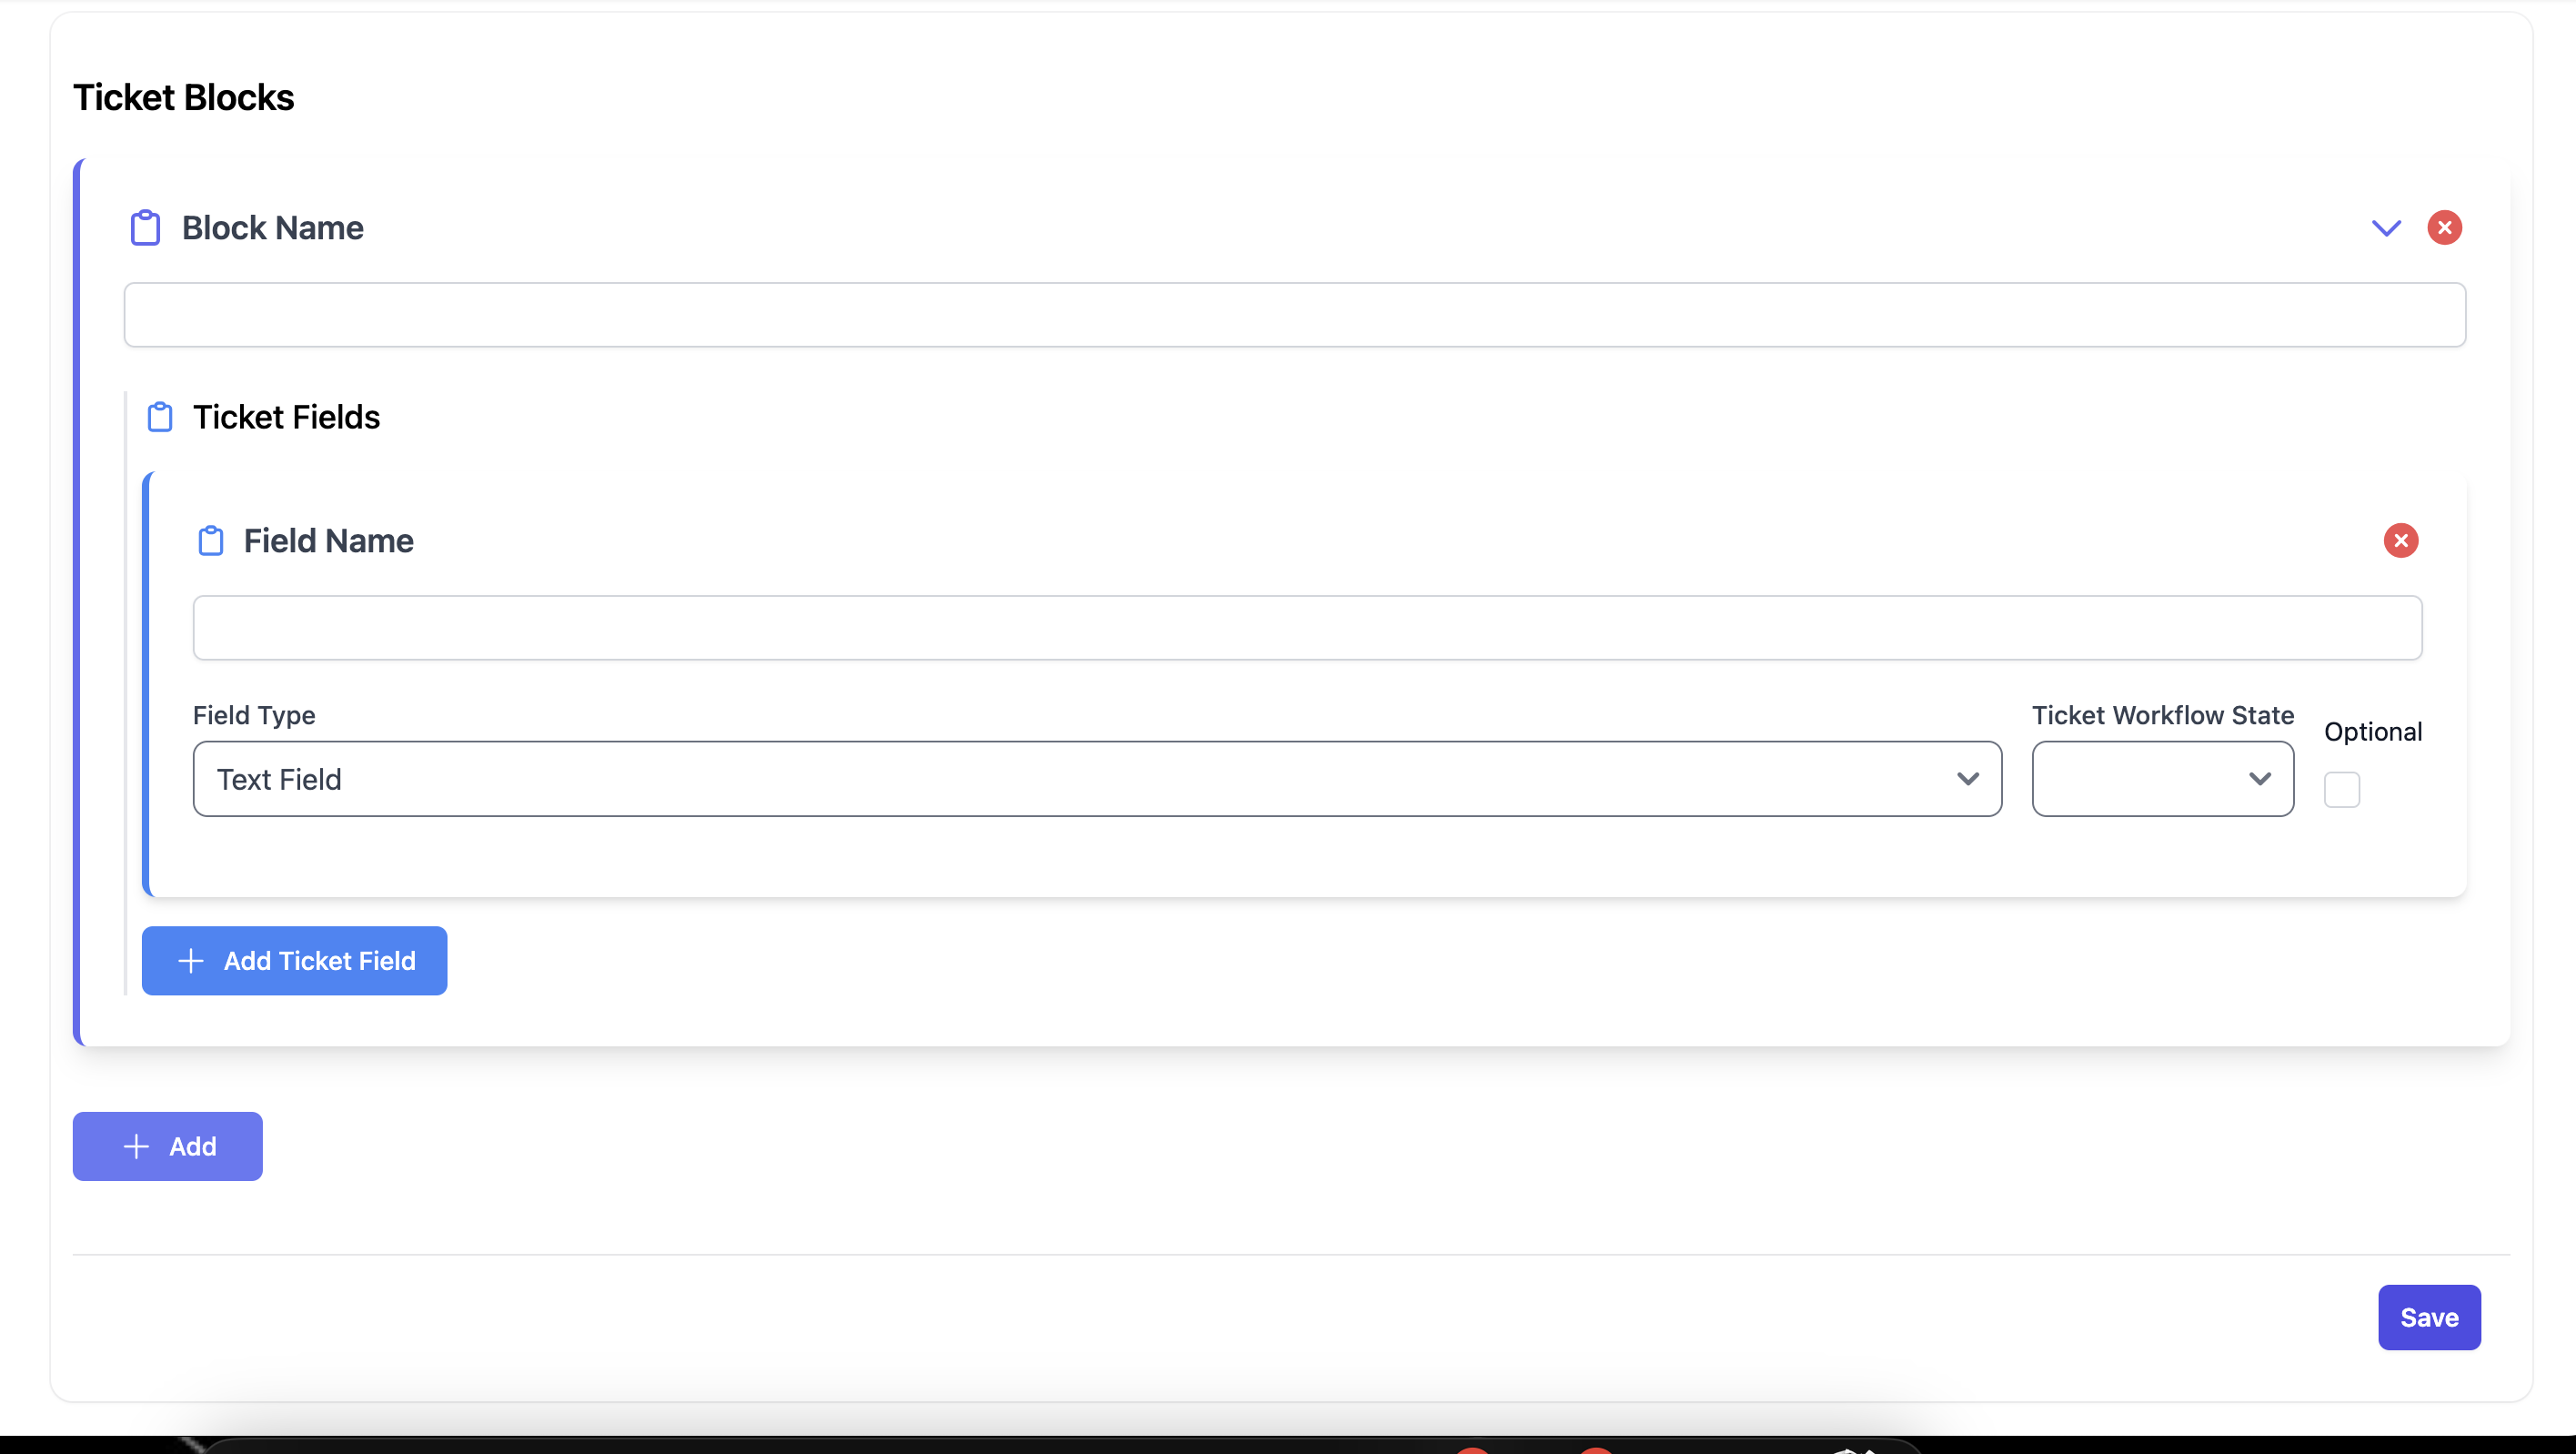 Ticket Blocks
Block Name
Ticket Fields
Field Name
Field Type
Ticket Workflow State
Optional
Text Field
Add Ticket Field
Add
Save